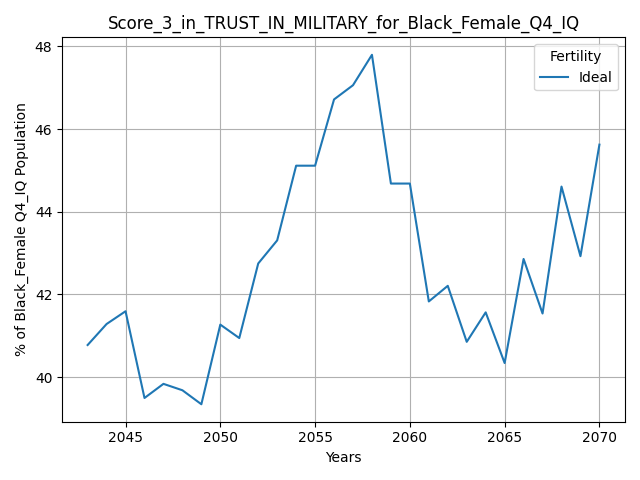 Score_3_in_TRUST_IN_MILITARY_for_Black_Female_Q4_IQ
48
46
44
42
40
% of Black_Female Q4_IQ Population
Fertility
Ideal
2045 2050 2055 2060 2065 2070
Years